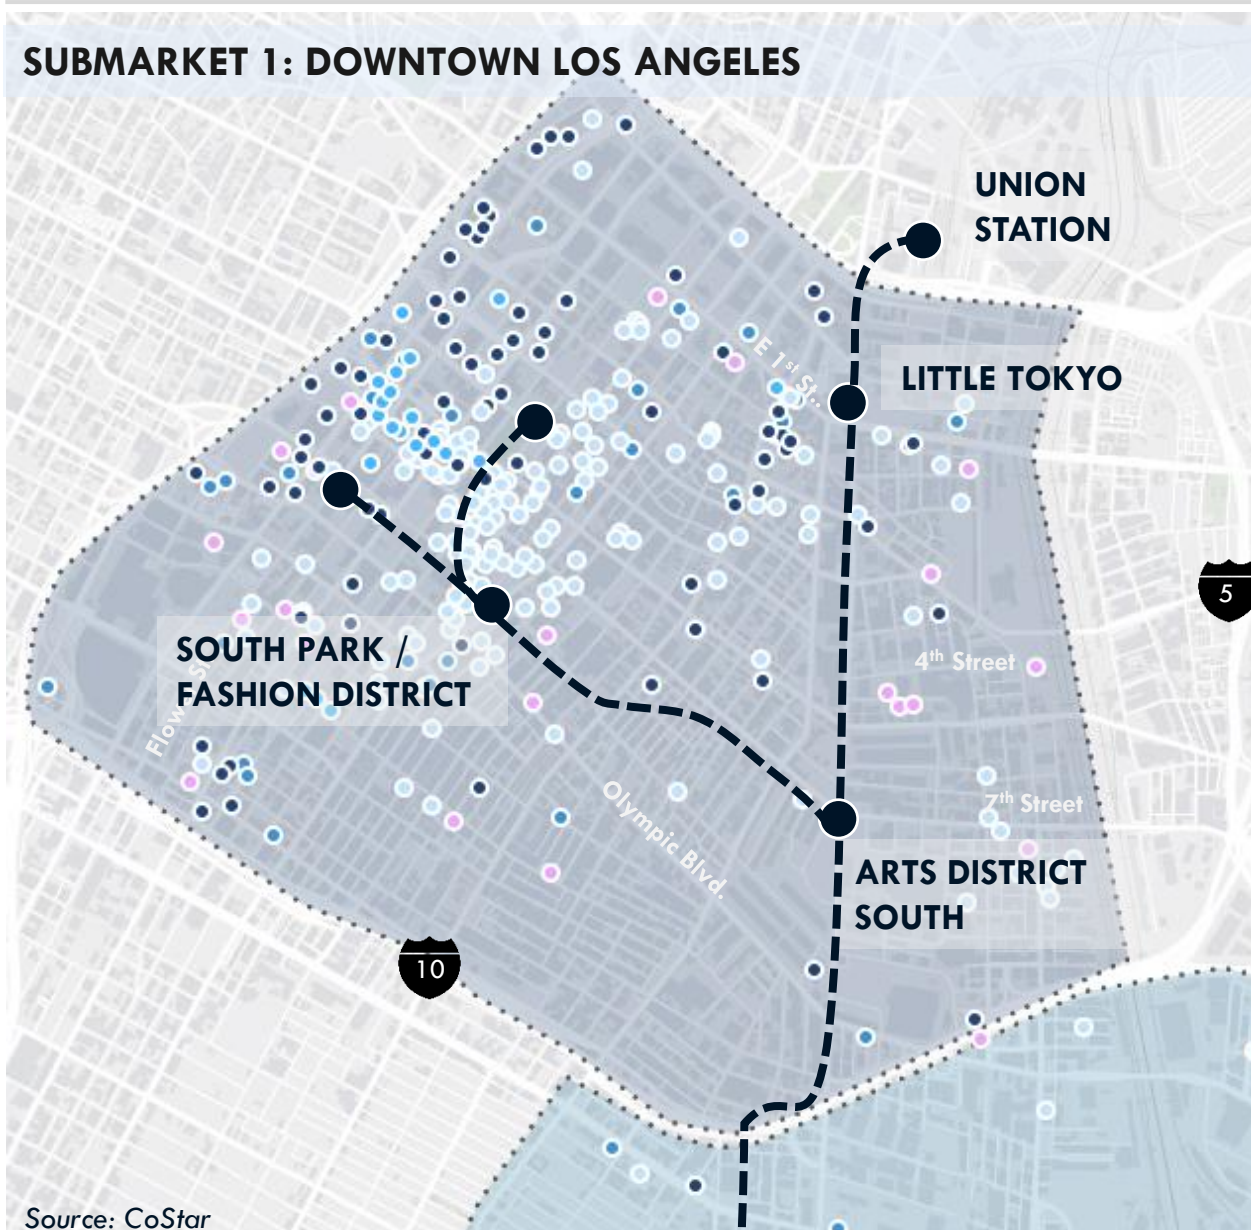 SUBMARKET 1: DOWNTOWN LOS ANGELES
UNION
STATION
E 1st St..
LITTLE TOKYO
5
SOUTH PARK /
FASHION DISTRICT
4th Street
7th Street
Olympic Blvd.
ARTS DISTRICT
SOUTH
10
Source: CoStar